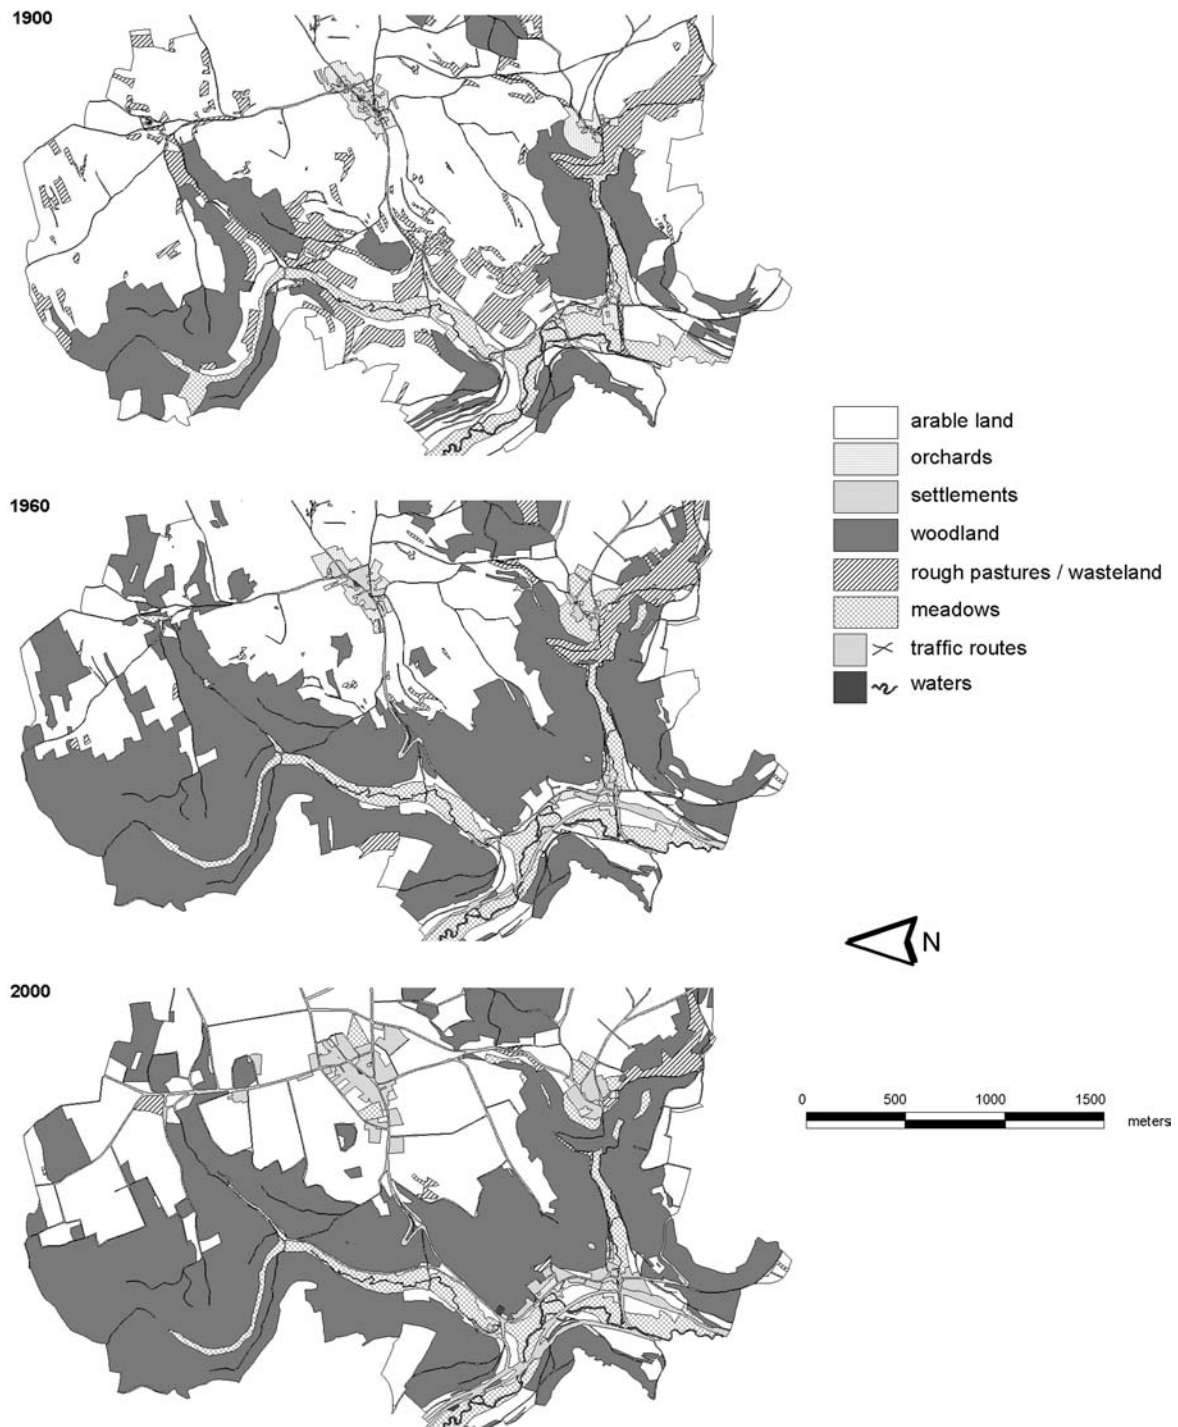 1900
arable land
orchards
settlements
1960
woodland
rough pastures / wasteland
meadows
traffic routes
waters
N
2000
0 500 1000 1500
meters